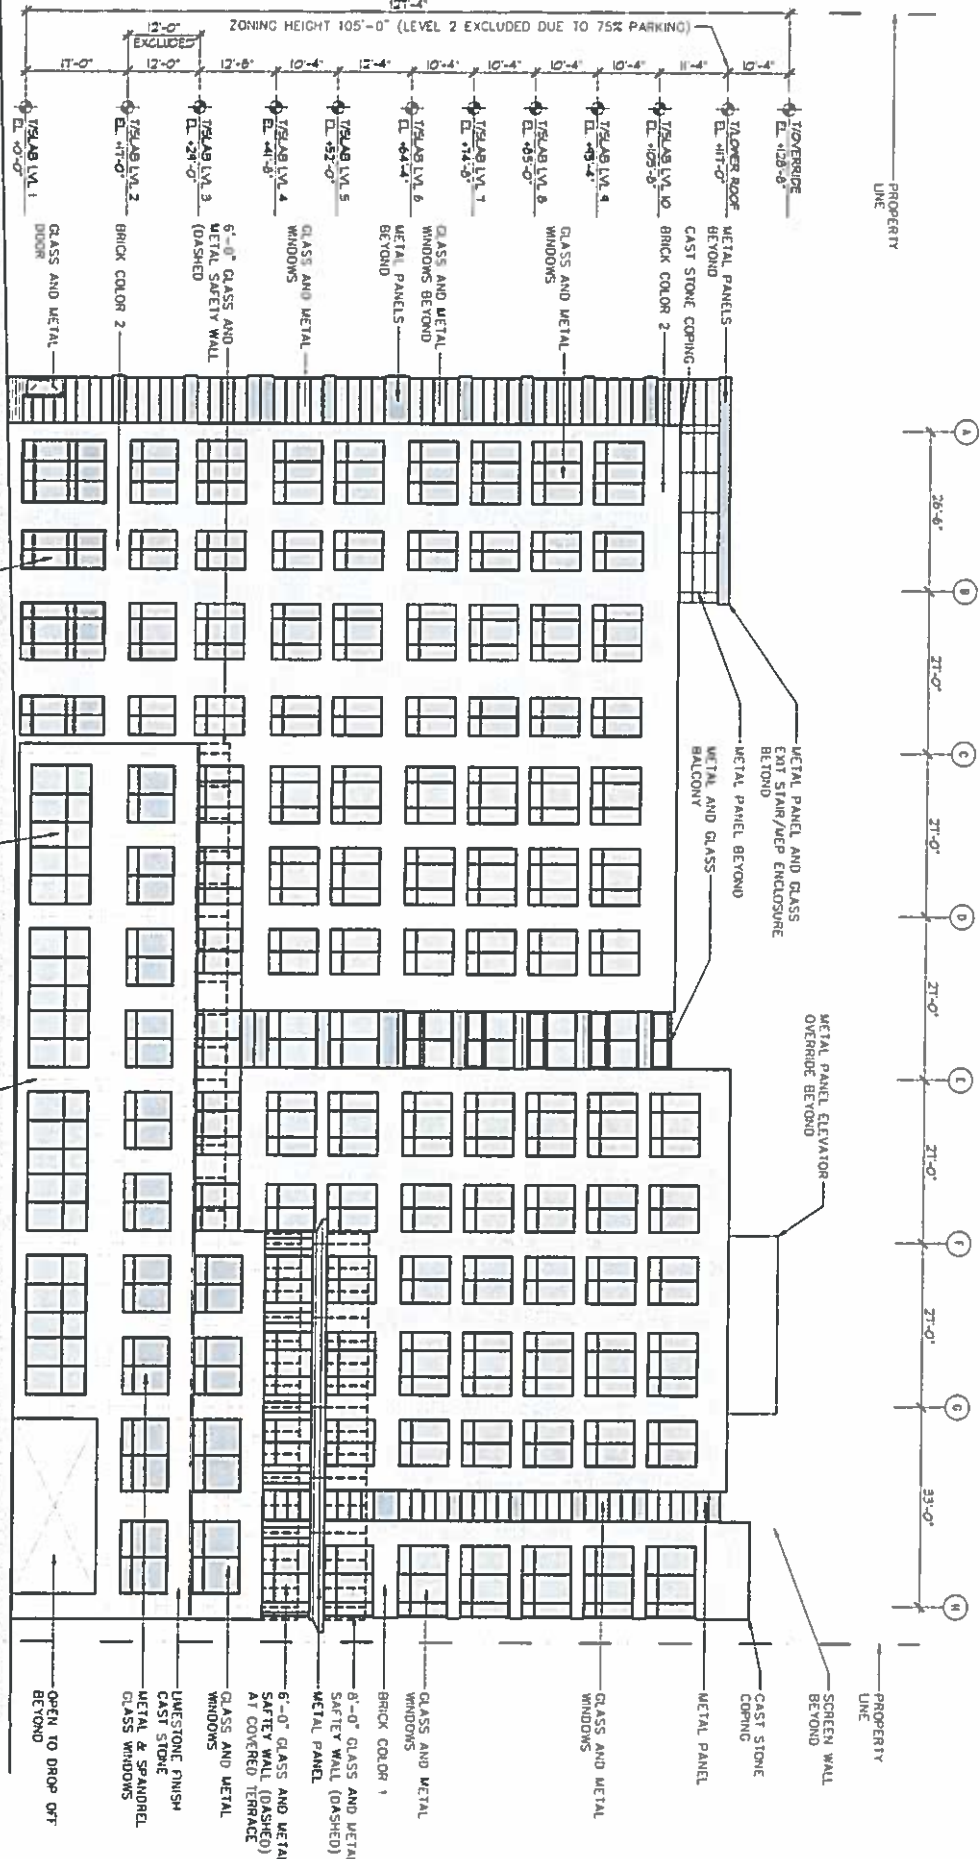 ZONING HEIGHT 105'-0" (LEVEL 2 EXCLUDED DUE TO 75% PARKING)
12'-0"
EXCLUDED
17'-0"
12'-0"
12'-8"
10'-4"
12'-4"
10'-4"
10'-4"
10'-4"
10'-4"
11'-4"
10'-4"
T/OVERRIDE
EL. +128'-8"
T/LOWER ROOF
EL. +117'-0"
T/SLAB LVL 10
EL. +105'-8"
T/SLAB LVL 9
EL. +95'-4"
T/SLAB LVL 8
EL. +85'-0"
T/SLAB LVL 7
EL. +74'-8"
T/SLAB LVL 6
EL. +64'-4"
T/SLAB LVL 5
EL. +52'-0"
T/SLAB LVL 4
EL. +41'-8"
T/SLAB LVL 3
EL. +29'-0"
T/SLAB LVL 2
EL. +17'-0"
T/SLAB LVL 1
EL. +0'-0"
PROPERTY
LINE
METAL PANELS
BEYOND
CAST STONE COPING
BRICK COLOR 2
GLASS AND METAL
WINDOWS
GLASS AND METAL
WINDOWS BEYOND
METAL PANELS
BEYOND
GLASS AND METAL
WINDOWS
6'-0" GLASS AND
METAL SAFETY WALL
(DASHED)
BRICK COLOR 2
GLASS AND METAL
DOOR
A
B
C
D
E
F
G
H
26'-6"
27'-0"
27'-0"
27'-0"
27'-0"
27'-0"
33'-0"
METAL PANEL AND GLASS
EXIT STAIR/MEP ENCLOSURE
BEYOND
METAL PANEL BEYOND
METAL AND GLASS
BALCONY
METAL PANEL ELEVATOR
OVERRIDE BEYOND
PROPERTY
LINE
SCREEN WALL
BEYOND
CAST STONE
COPING
METAL PANEL
GLASS AND METAL
WINDOWS
GLASS AND METAL
WINDOWS
BRICK COLOR 1
8'-0" GLASS AND METAL
SAFTEY WALL (DASHED)
METAL PANEL
6'-0" GLASS AND METAL
SAFTEY WALL (DASHED)
AT COVERED TERRACE
GLASS AND METAL
WINDOWS
LIMESTONE FINISH
CAST STONE
METAL & SPANDREL
GLASS WINDOWS
OPEN TO DROP OFF
BEYOND